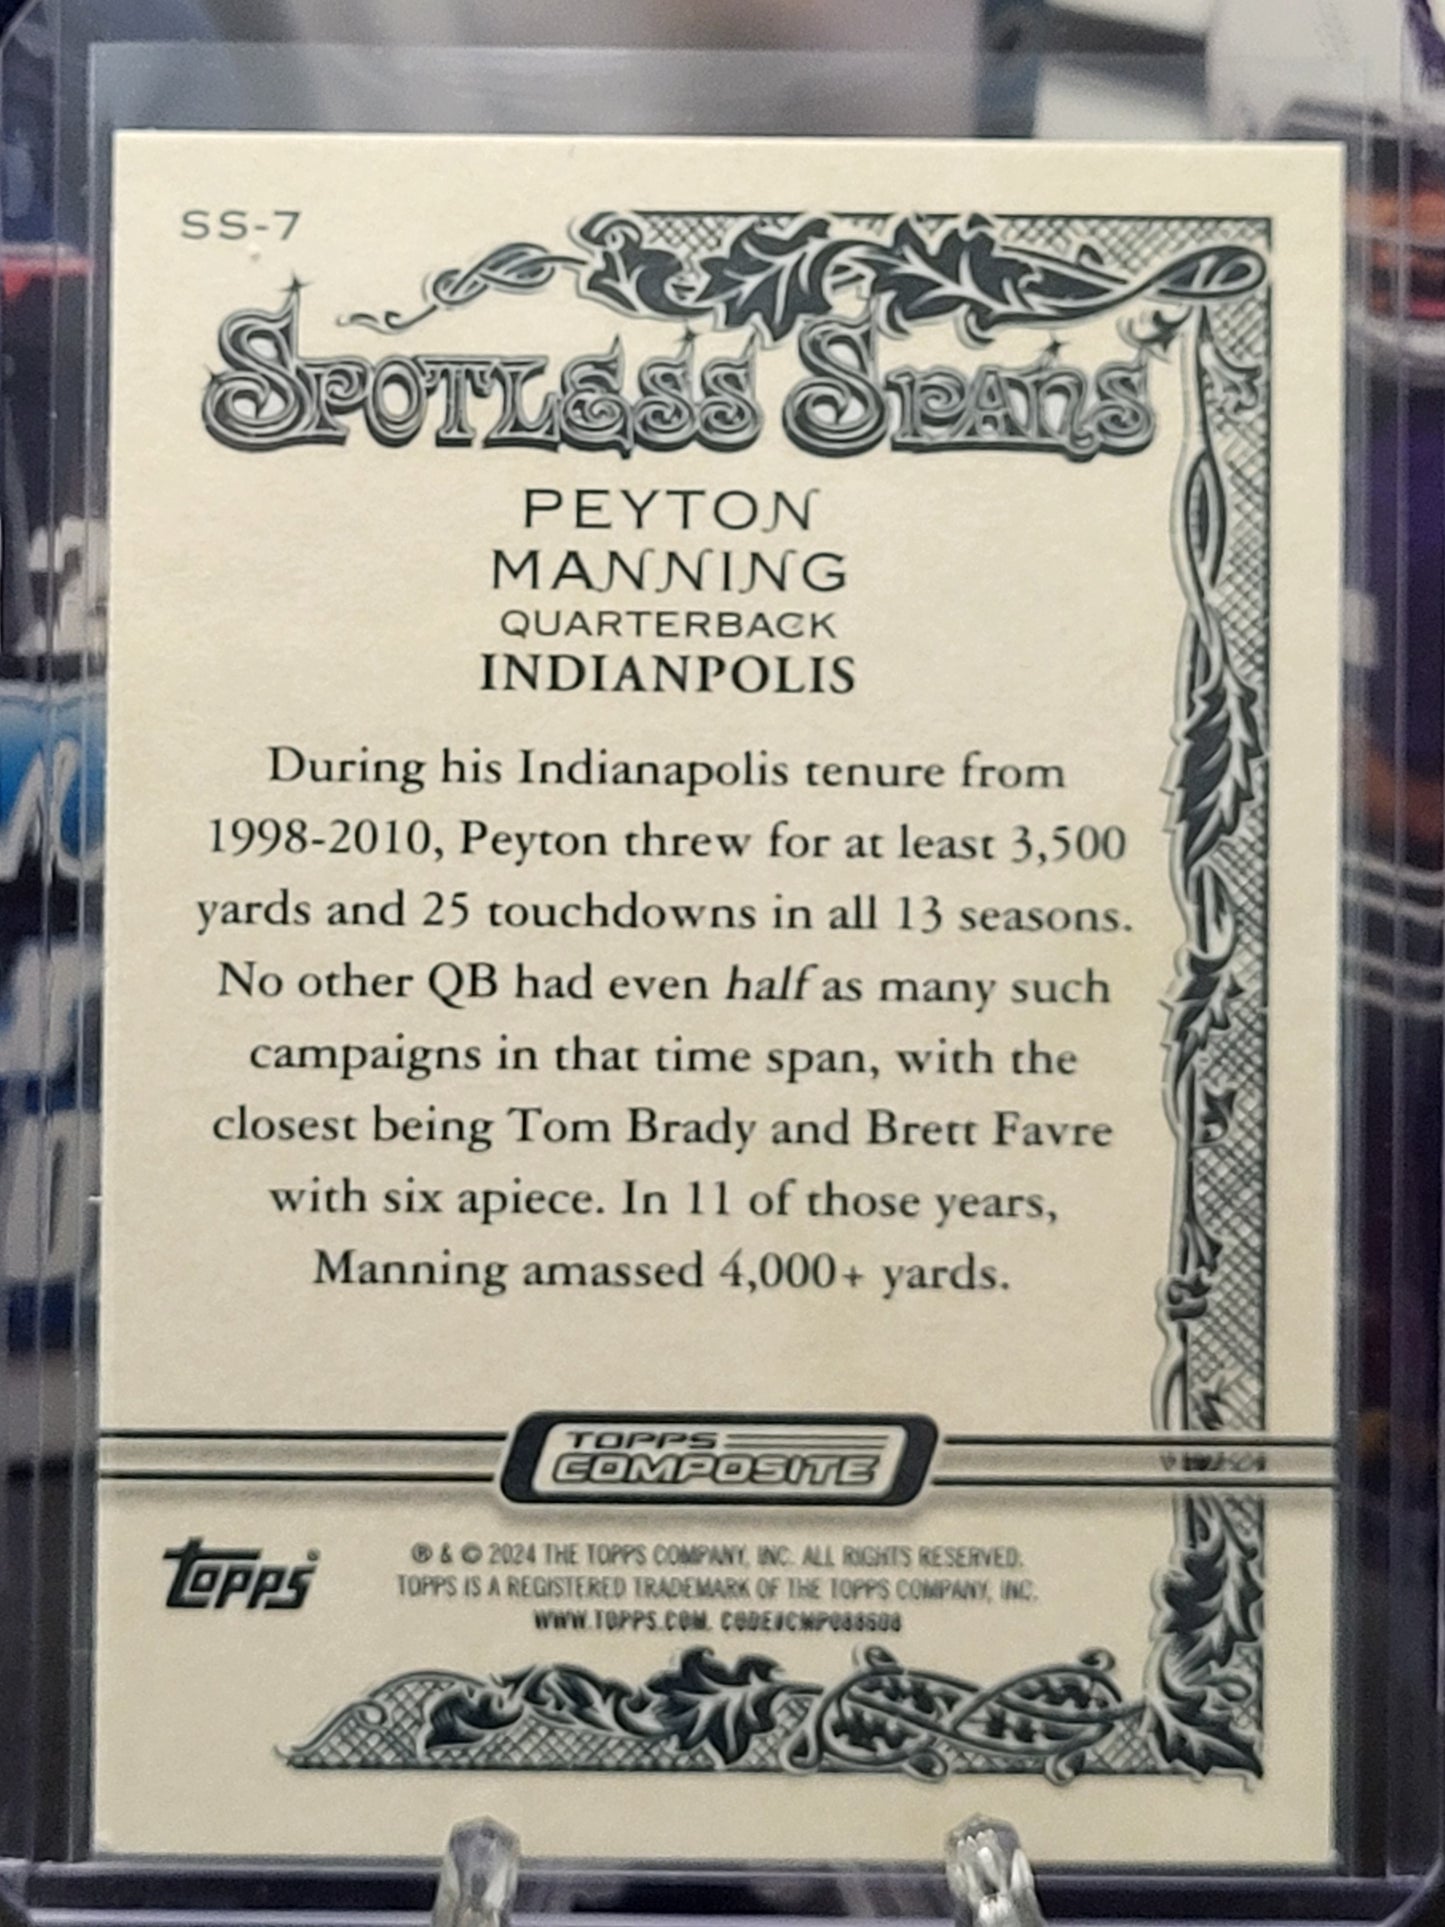 SS-7
SPOTLESS SPANS
PEYTON
MANNING
QUARTERBACK
INDIANPOLIS
During his Indianapolis tenure from
1998-2010, Peyton threw for at least 3,500
yards and 25 touchdowns in all 13 seasons.
No other QB had even half as many such
campaigns in that time span, with the
closest being Tom Brady and Brett Favre
with six apiece. In 11 of those years,
Manning amassed 4,000+ yards.
TOPPS
COMPOSITE
Topps
® & © 2024 THE TOPPS COMPANY, INC. ALL RIGHTS RESERVED.
TOPPS IS A REGISTERED TRADEMARK OF THE TOPPS COMPANY, INC.
WWW.TOPPS.COM.